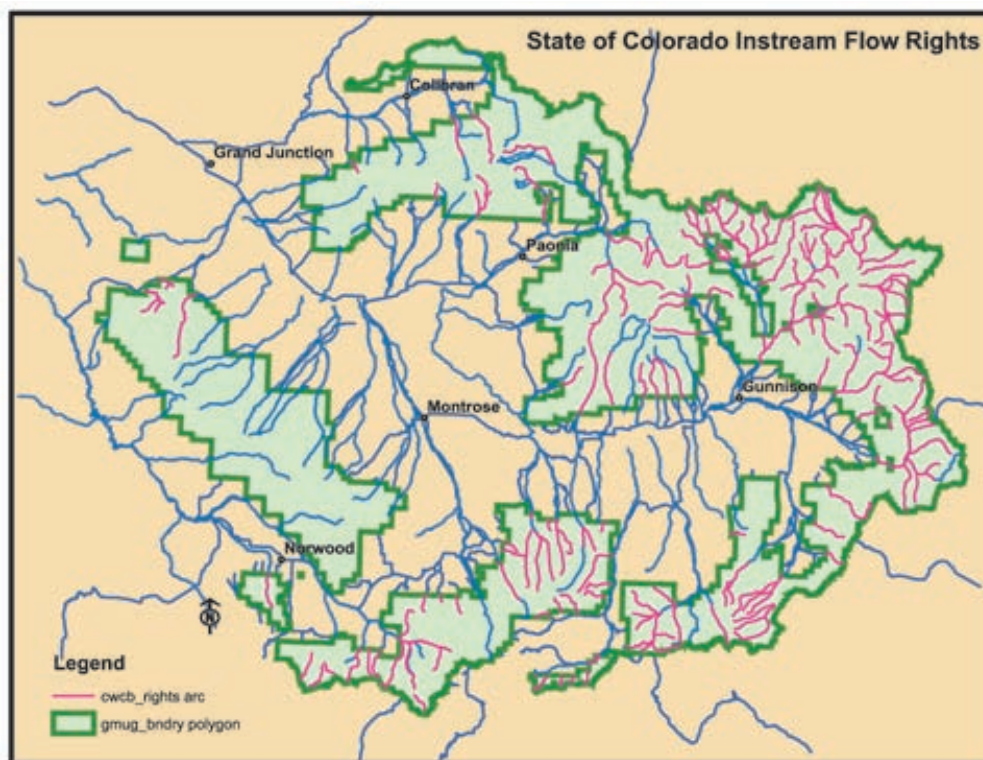 State of Colorado Instream Flow Rights
Collbran
Grand Junction
Paonia
Gunnison
Montrose
Norwood
N
Legend
cwcb_rights arc
gmug_bndry polygon